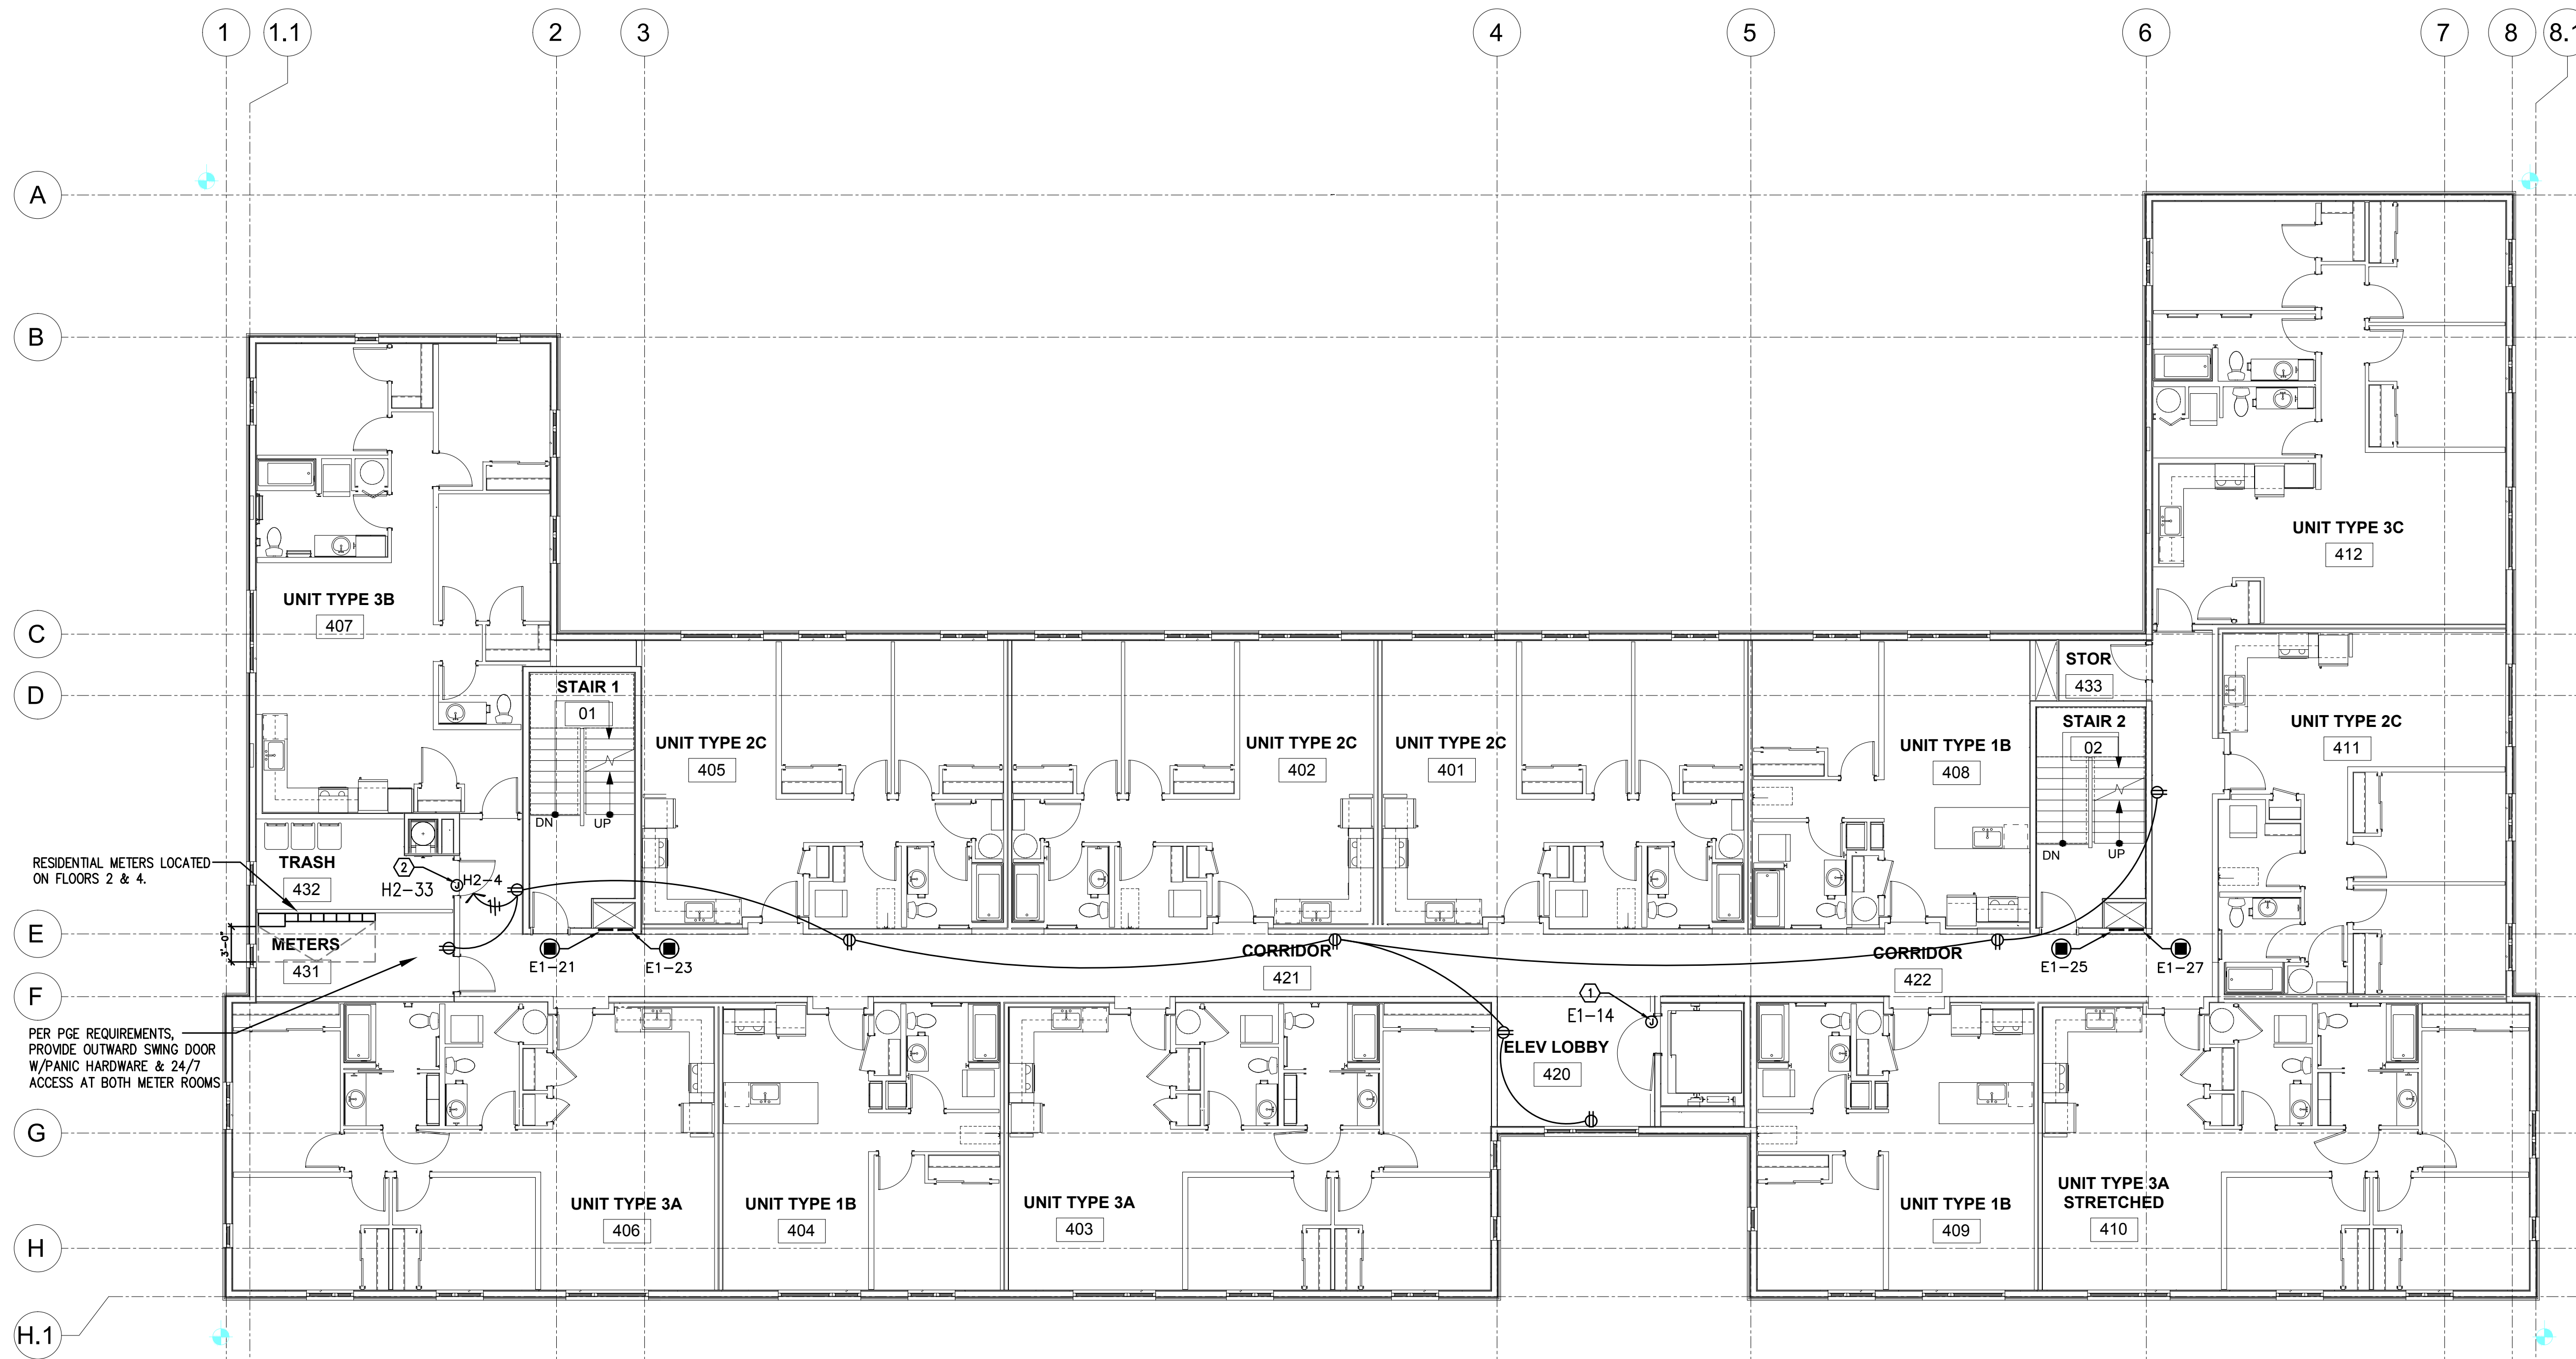 1
1.1
2
3
4
5
6
7
8
A
B
C
D
E
F
G
H
H.1
UNIT TYPE 3C
412
UNIT TYPE 3B
407
STOR
433
STAIR 1
01
STAIR 2
02
UNIT TYPE 2C
411
UNIT TYPE 2C
405
UNIT TYPE 2C
402
UNIT TYPE 2C
401
UNIT TYPE 1B
408
DN
UP
DN
UP
RESIDENTIAL METERS LOCATED
ON FLOORS 2 & 4.
TRASH
432
2
H2-33
H2-4
J
3'-0"
METERS
431
E1-21
E1-23
CORRIDOR
421
CORRIDOR
422
E1-25
E1-27
1
E1-14
J
PER PGE REQUIREMENTS,
PROVIDE OUTWARD SWING DOOR
W/PANIC HARDWARE & 24/7
ACCESS AT BOTH METER ROOMS
ELEV LOBBY
420
UNIT TYPE 3A
406
UNIT TYPE 1B
404
UNIT TYPE 3A
403
UNIT TYPE 1B
409
UNIT TYPE 3A
STRETCHED
410